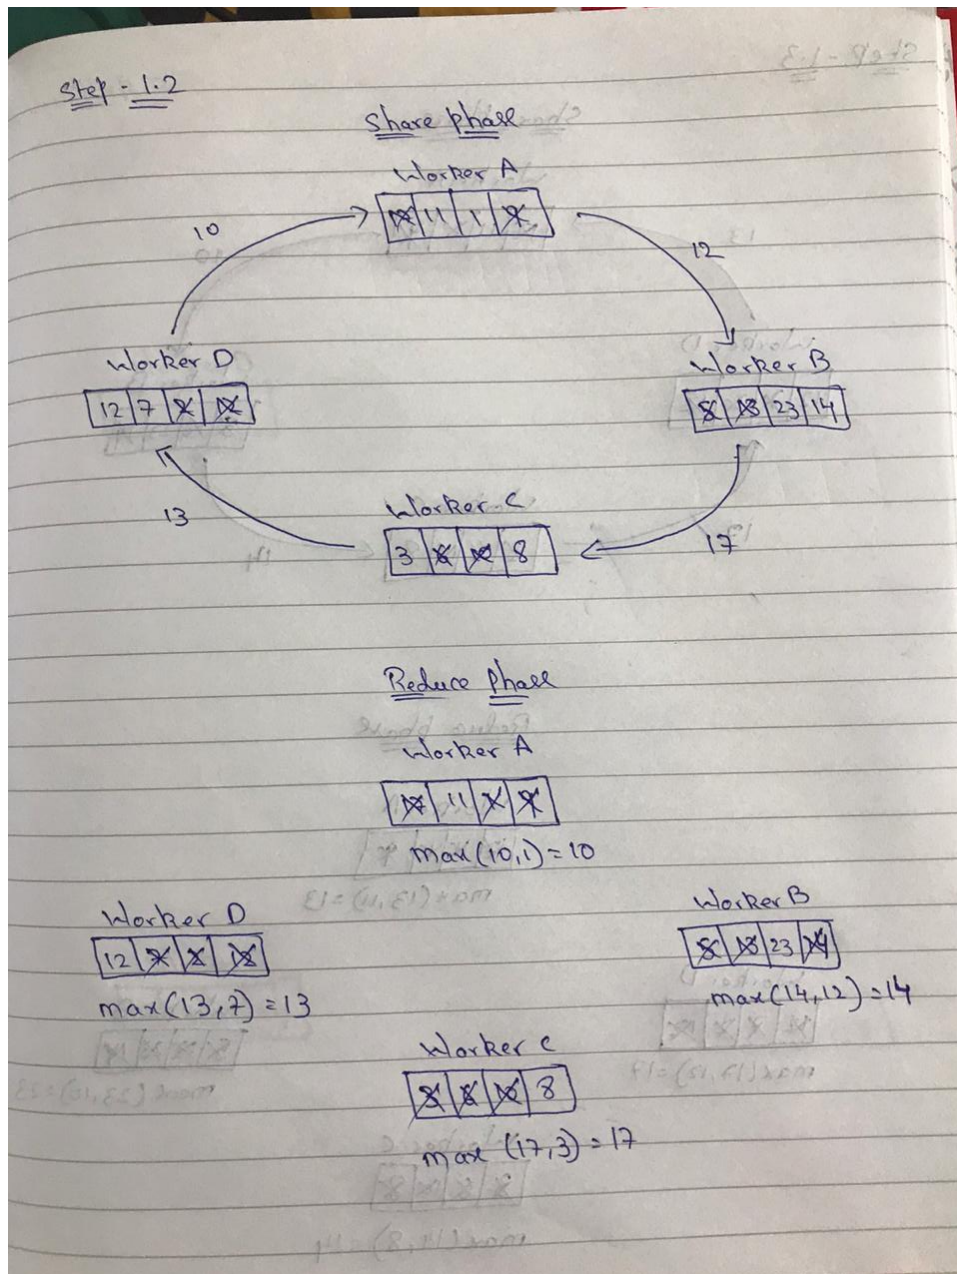 Step - 1.2
Share phase
Worker A
11 1
10
12
Worker D
Worker B
12 7
23 14
Worker C
13
3 8
17
Reduce Phase
Worker A
11
max(10,1)=10
Worker B
Worker D
23
12
max(14,12)=14
max(13,7)=13
Worker C
8
max (17,3)=17